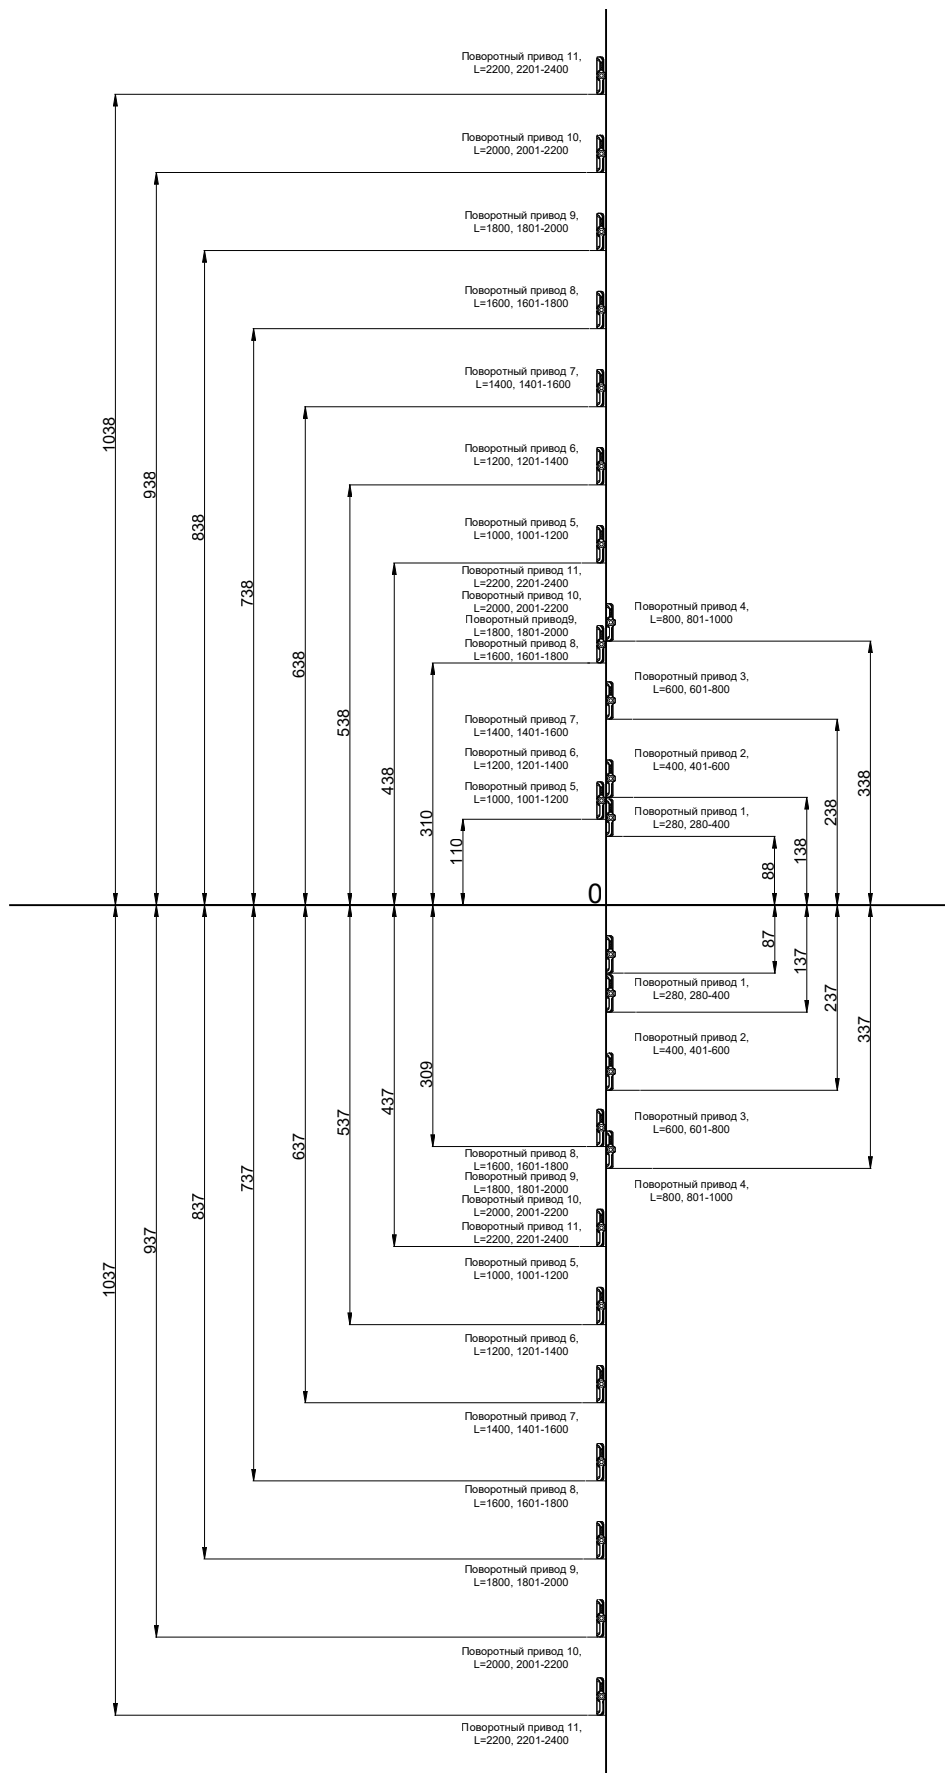 Поворотный привод 11,
L=2200, 2201-2400
Поворотный привод 10,
L=2000, 2001-2200
Поворотный привод 9,
L=1800, 1801-2000
Поворотный привод 8,
L=1600, 1601-1800
Поворотный привод 7,
L=1400, 1401-1600
Поворотный привод 6,
L=1200, 1201-1400
Поворотный привод 5,
L=1000, 1001-1200
Поворотный привод 11,
L=2200, 2201-2400
Поворотный привод 10,
L=2000, 2001-2200
Поворотный привод9,
L=1800, 1801-2000
Поворотный привод 8,
L=1600, 1601-1800
Поворотный привод 7,
L=1400, 1401-1600
Поворотный привод 6,
L=1200, 1201-1400
Поворотный привод 5,
L=1000, 1001-1200
Поворотный привод 4,
L=800, 801-1000
Поворотный привод 3,
L=600, 601-800
Поворотный привод 2,
L=400, 401-600
Поворотный привод 1,
L=280, 280-400
1038
938
838
738
638
538
438
310
110
88
138
238
338
0
1037
937
837
737
637
537
437
309
87
137
237
337
Поворотный привод 1,
L=280, 280-400
Поворотный привод 2,
L=400, 401-600
Поворотный привод 3,
L=600, 601-800
Поворотный привод 4,
L=800, 801-1000
Поворотный привод 8,
L=1600, 1601-1800
Поворотный привод 9,
L=1800, 1801-2000
Поворотный привод 10,
L=2000, 2001-2200
Поворотный привод 11,
L=2200, 2201-2400
Поворотный привод 5,
L=1000, 1001-1200
Поворотный привод 6,
L=1200, 1201-1400
Поворотный привод 7,
L=1400, 1401-1600
Поворотный привод 8,
L=1600, 1601-1800
Поворотный привод 9,
L=1800, 1801-2000
Поворотный привод 10,
L=2000, 2001-2200
Поворотный привод 11,
L=2200, 2201-2400